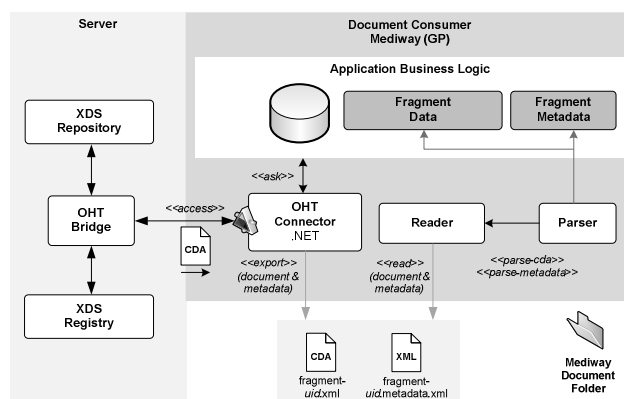 Server
Document Consumer
Mediway (GP)
Application Business Logic
Fragment
Data
Fragment
Metadata
XDS
Repository
<<ask>>
OHT
Bridge
<<access>>
CDA
OHT
Connector
.NET
Reader
Parser
<<export>>
(document &
metadata)
<<read>>
(document &
metadata)
<<parse-cda>>
<<parse-metadata>>
XDS
Registry
CDA
fragment-
uid.xml
XML
fragment-
uid.metadata.xml
Mediway
Document
Folder